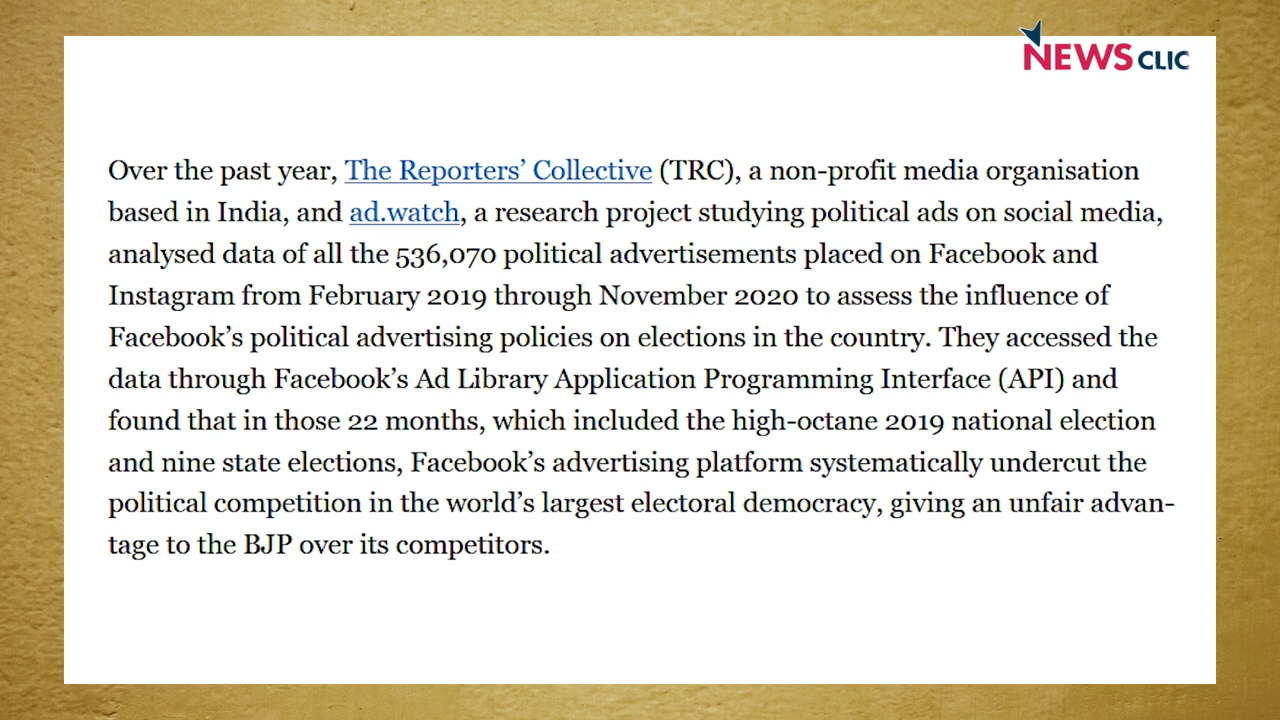 NEWSCLIC
Over the past year, The Reporters’ Collective (TRC), a non-profit media organisation
based in India, and ad.watch, a research project studying political ads on social media,
analysed data of all the 536,070 political advertisements placed on Facebook and
Instagram from February 2019 through November 2020 to assess the influence of
Facebook’s political advertising policies on elections in the country. They accessed the
data through Facebook’s Ad Library Application Programming Interface (API) and
found that in those 22 months, which included the high-octane 2019 national election
and nine state elections, Facebook’s advertising platform systematically undercut the
political competition in the world’s largest electoral democracy, giving an unfair advan-
tage to the BJP over its competitors.